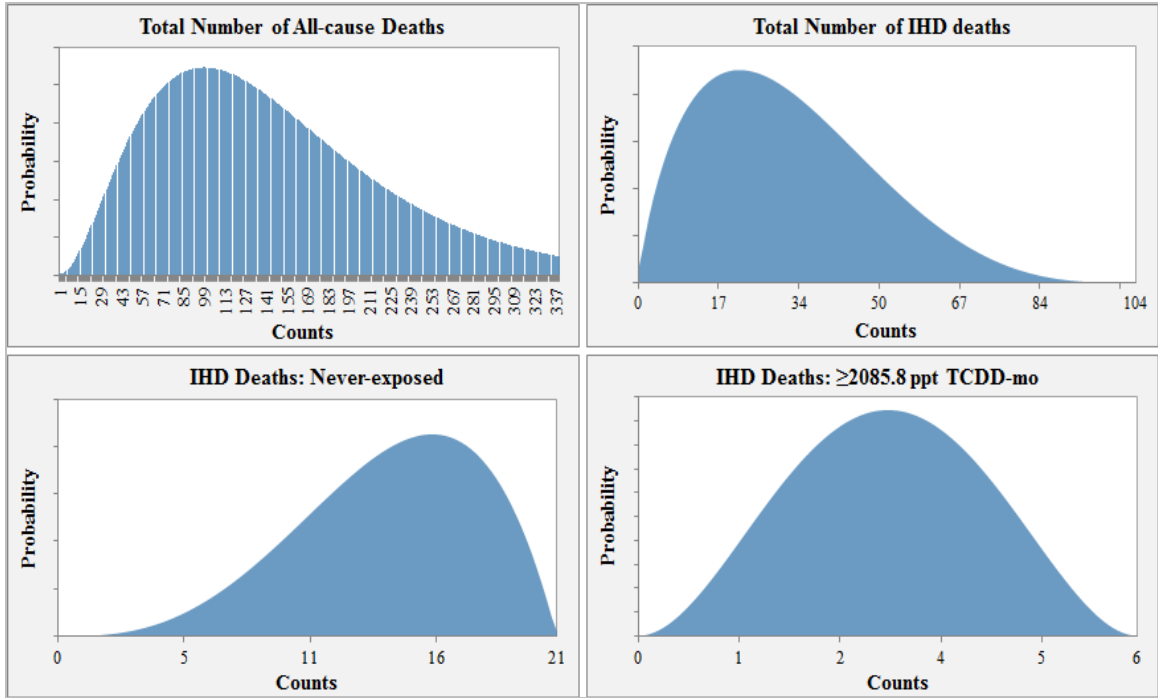 Total Number of All-cause Deaths
Probability
1 15 29 43 57 71 85 99 113 127 141 155 169 183 197 211 225 239 253 267 281 295 309 323 337
Counts
Total Number of IHD deaths
Probability
0 17 34 50 67 84 104
Counts
IHD Deaths: Never-exposed
Probability
0 5 11 16 21
Counts
IHD Deaths: ≥2085.8 ppt TCDD-mo
Probability
0 1 2 4 5 6
Counts